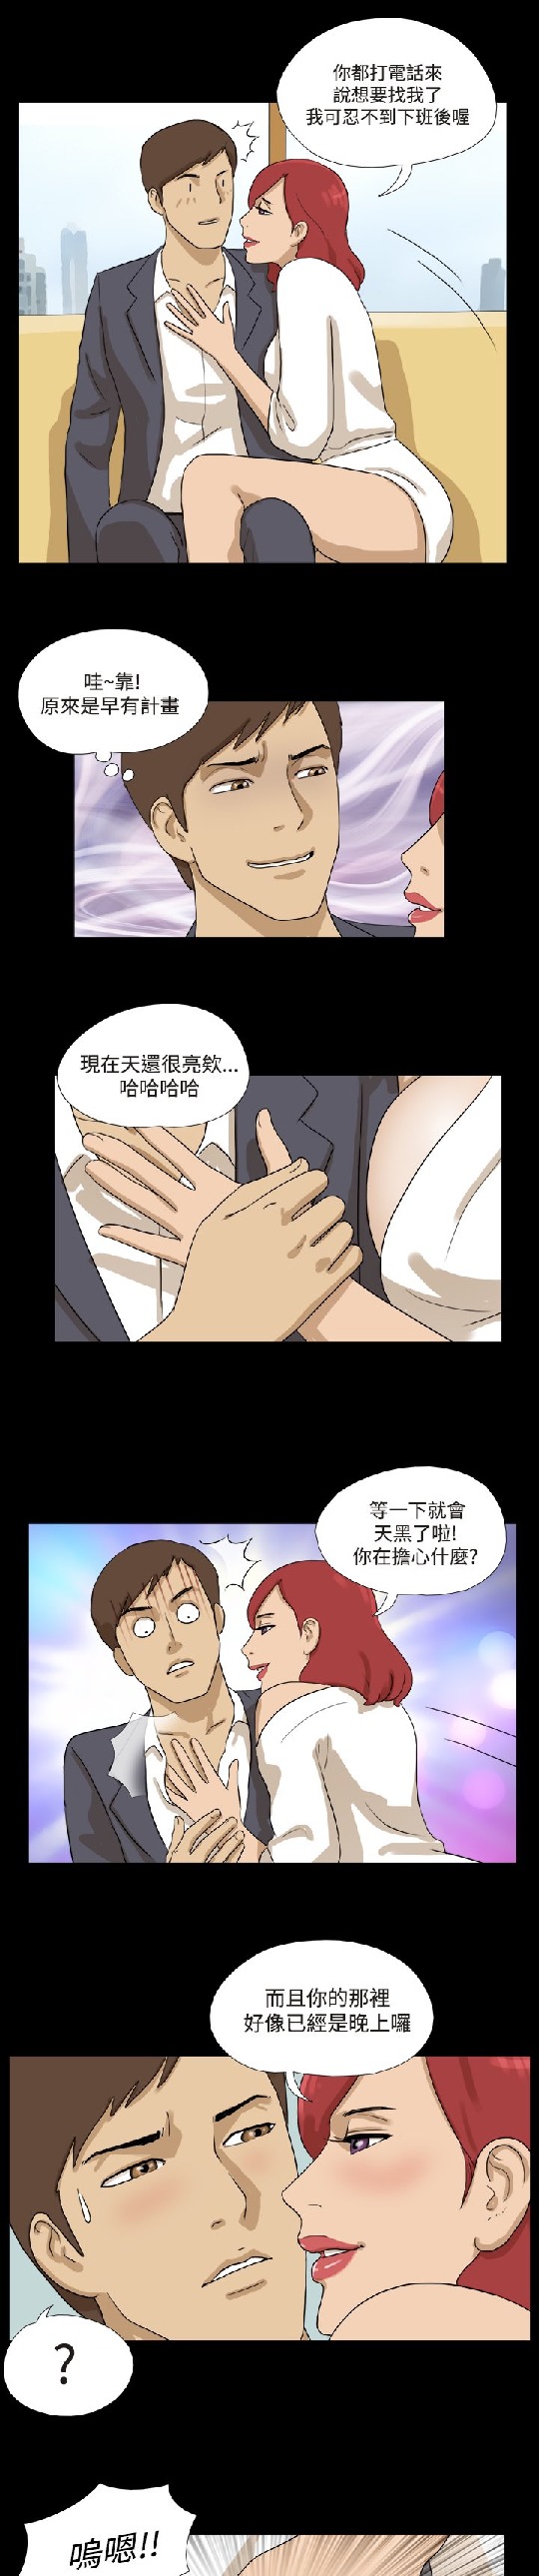 你都打電話來
說想要找我了
我可忍不到下班後喔
哇~靠!
原來是早有計畫
現在天還很亮欸...
哈哈哈哈
等一下就會
天黑了啦!
你在擔心什麼?
而且你的那裡
好像已經是晚上囉
?
嗚嗯!!